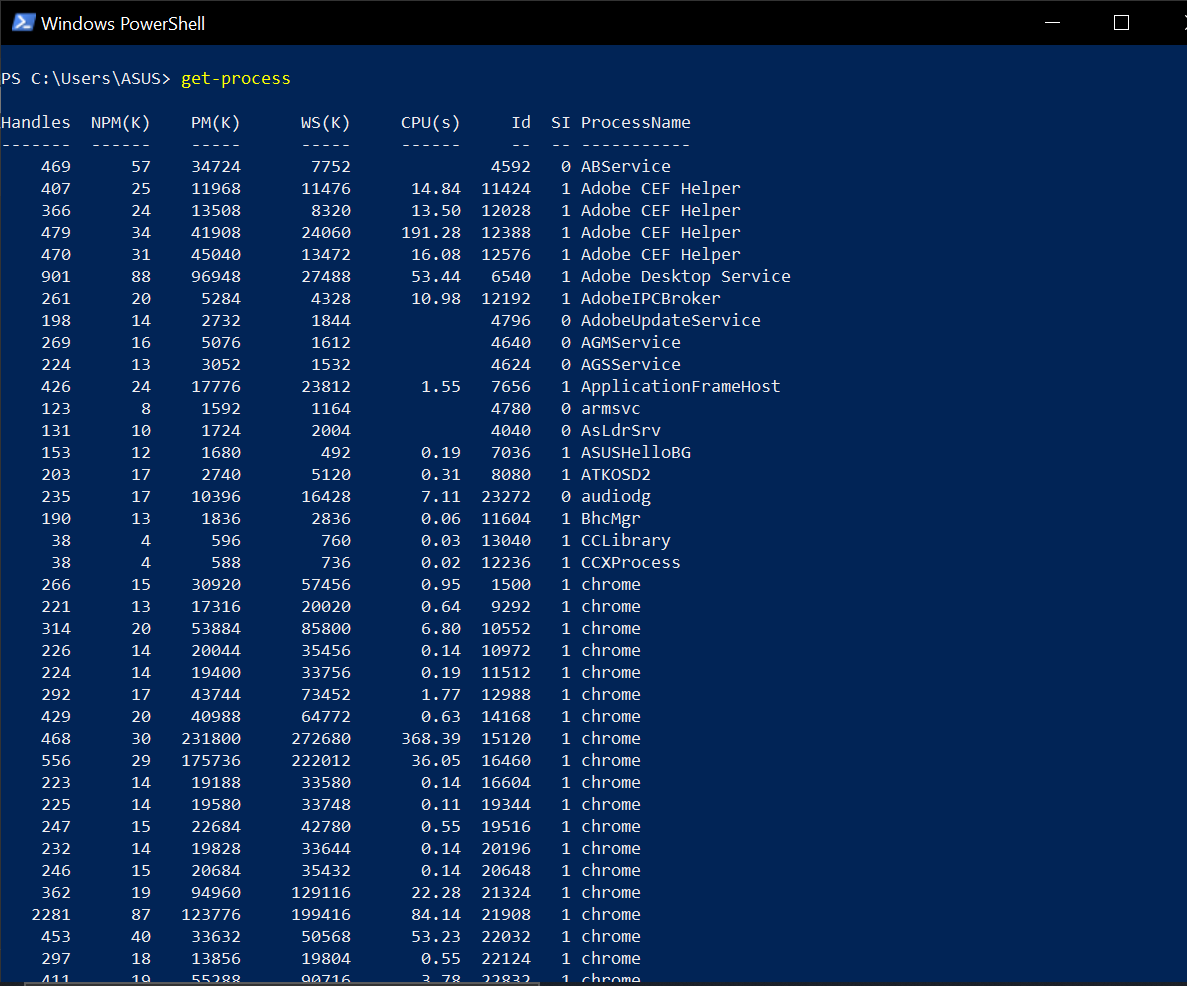 Windows PowerShell
PS C:\Users\ASUS> get-process
Handles NPM(K) PM(K) WS(K) CPU(s) Id SI ProcessName
------- ------ ----- ----- ------ -- -- -----------
469 57 34724 7752 4592 0 ABService
407 25 11968 11476 14.84 11424 1 Adobe CEF Helper
366 24 13508 8320 13.50 12028 1 Adobe CEF Helper
479 34 41908 24060 191.28 12388 1 Adobe CEF Helper
470 31 45040 13472 16.08 12576 1 Adobe CEF Helper
901 88 96948 27488 53.44 6540 1 Adobe Desktop Service
261 20 5284 4328 10.98 12192 1 AdobeIPCBroker
198 14 2732 1844 4796 0 AdobeUpdateService
269 16 5076 1612 4640 0 AGMService
224 13 3052 1532 4624 0 AGSService
426 24 17776 23812 1.55 7656 1 ApplicationFrameHost
123 8 1592 1164 4780 0 armsvc
131 10 1724 2004 4040 0 AsLdrSrv
153 12 1680 492 0.19 7036 1 ASUSHelloBG
203 17 2740 5120 0.31 8080 1 ATKOSD2
235 17 10396 16428 7.11 23272 0 audiodg
190 13 1836 2836 0.06 11604 1 BhcMgr
38 4 596 760 0.03 13040 1 CCLibrary
38 4 588 736 0.02 12236 1 CCXProcess
266 15 30920 57456 0.95 1500 1 chrome
221 13 17316 20020 0.64 9292 1 chrome
314 20 53884 85800 6.80 10552 1 chrome
226 14 20044 35456 0.14 10972 1 chrome
224 14 19400 33756 0.19 11512 1 chrome
292 17 43744 73452 1.77 12988 1 chrome
429 20 40988 64772 0.63 14168 1 chrome
468 30 231800 272680 368.39 15120 1 chrome
556 29 175736 222012 36.05 16460 1 chrome
223 14 19188 33580 0.14 16604 1 chrome
225 14 19580 33748 0.11 19344 1 chrome
247 15 22684 42780 0.55 19516 1 chrome
232 14 19828 33644 0.14 20196 1 chrome
246 15 20684 35432 0.14 20648 1 chrome
362 19 94960 129116 22.28 21324 1 chrome
2281 87 123776 199416 84.14 21908 1 chrome
453 40 33632 50568 53.23 22032 1 chrome
297 18 13856 19804 0.55 22124 1 chrome
411 19 55288 90716 3.78 22832 1 chrome